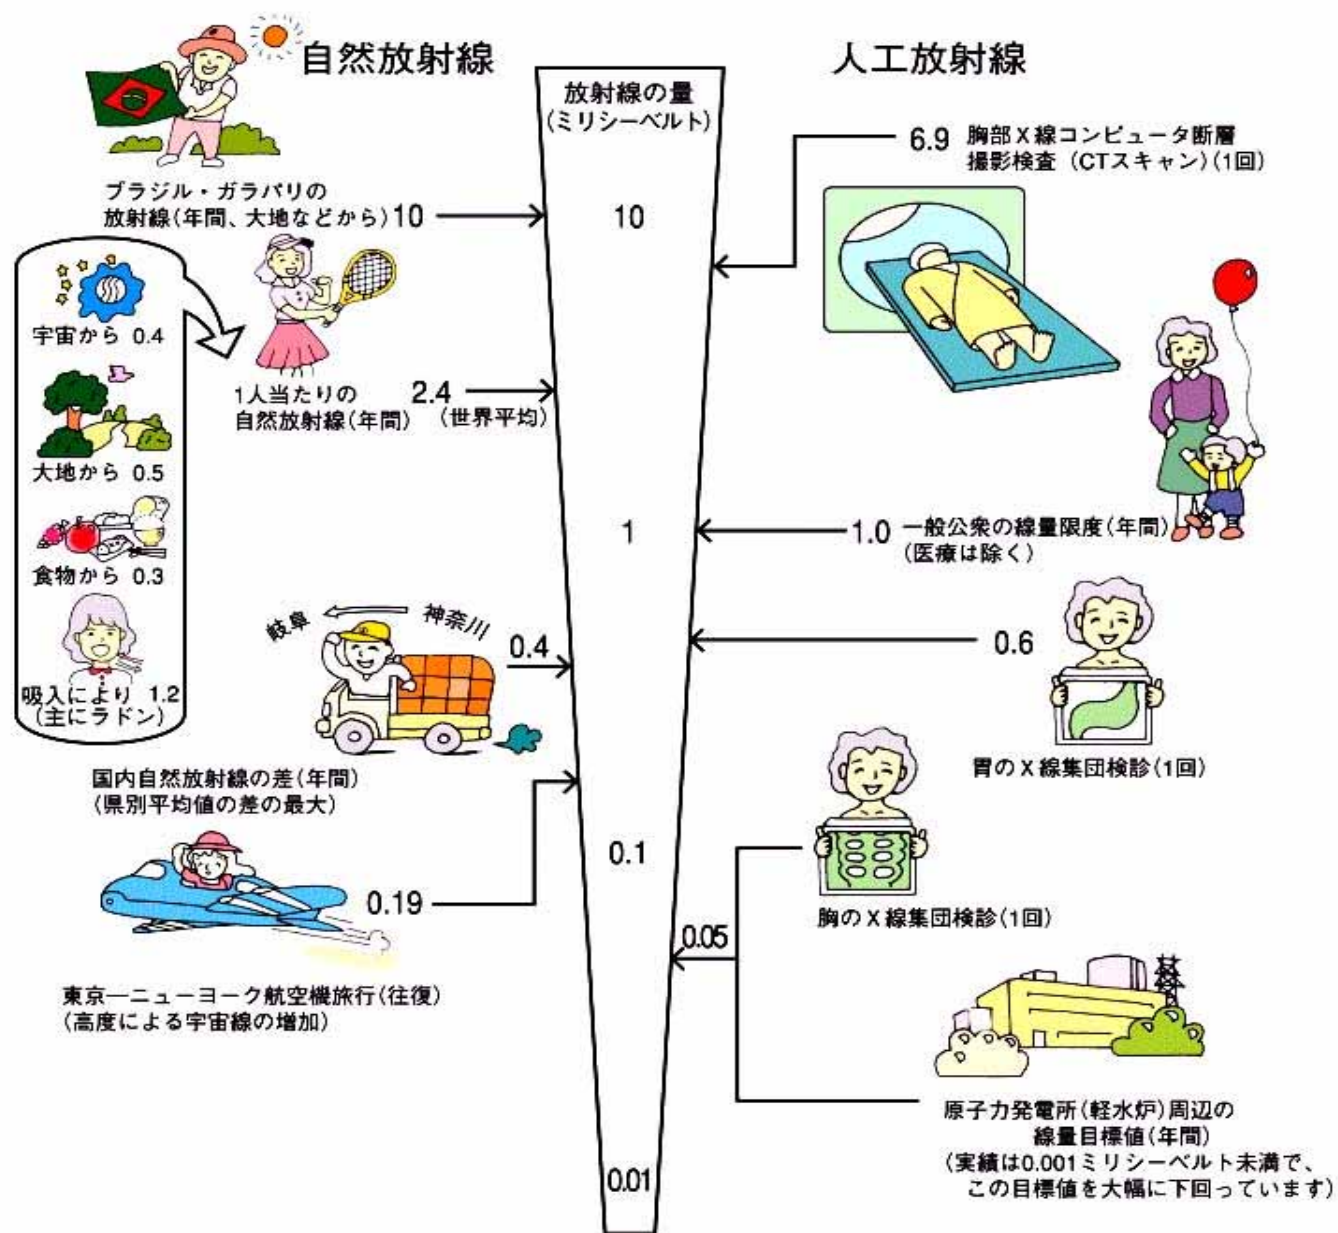 自然放射線
人工放射線
放射線の量
(ミリシーベルト)
10
1
0.1
0.01
ブラジル・ガラパリの
放射線(年間、大地などから) 10
宇宙から 0.4
大地から 0.5
食物から 0.3
吸入により 1.2
(主にラドン)
1人当たりの
自然放射線(年間)
2.4
(世界平均)
岐阜
神奈川
0.4
国内自然放射線の差(年間)
(県別平均値の差の最大)
0.19
東京―ニューヨーク航空機旅行(往復)
(高度による宇宙線の増加)
6.9 胸部X線コンピュータ断層
撮影検査 (CTスキャン)(1回)
1.0 一般公衆の線量限度(年間)
(医療は除く)
0.6
胃のX線集団検診(1回)
胸のX線集団検診(1回)
0.05
原子力発電所(軽水炉)周辺の
線量目標値(年間)
(実績は0.001ミリシーベルト未満で、
この目標値を大幅に下回っています)